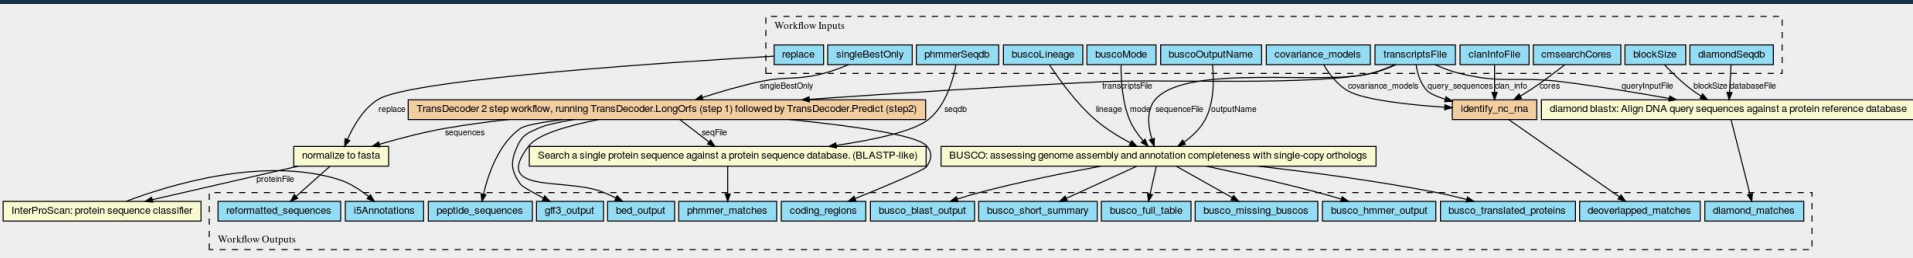 Workflow Inputs
replace
singleBestOnly
phmmerSeqdb
buscoLineage
buscoMode
buscoOutputName
covariance_models
transcriptsFile
clanInfoFile
cmsearchCores
blockSize
diamondSeqdb
singleBestOnly
transcriptsFile
covariance_models
query_sequences
clan_info
cores
queryInputFile
blockSize
databaseFile
replace
TransDecoder 2 step workflow, running TransDecoder.LongOrfs (step 1) followed by TransDecoder.Predict (step2)
seqdb
lineage
mode
sequenceFile
outputName
identify_nc_rna
diamond blastx: Align DNA query sequences against a protein reference database
sequences
seqFile
normalize to fasta
Search a single protein sequence against a protein sequence database. (BLASTP-like)
BUSCO: assessing genome assembly and annotation completeness with single-copy orthologs
proteinFile
InterProScan: protein sequence classifier
reformatted_sequences
i5Annotations
peptide_sequences
gff3_output
bed_output
phmmer_matches
coding_regions
busco_blast_output
busco_short_summary
busco_full_table
busco_missing_buscos
busco_hmmer_output
busco_translated_proteins
deoverlapped_matches
diamond_matches
Workflow Outputs